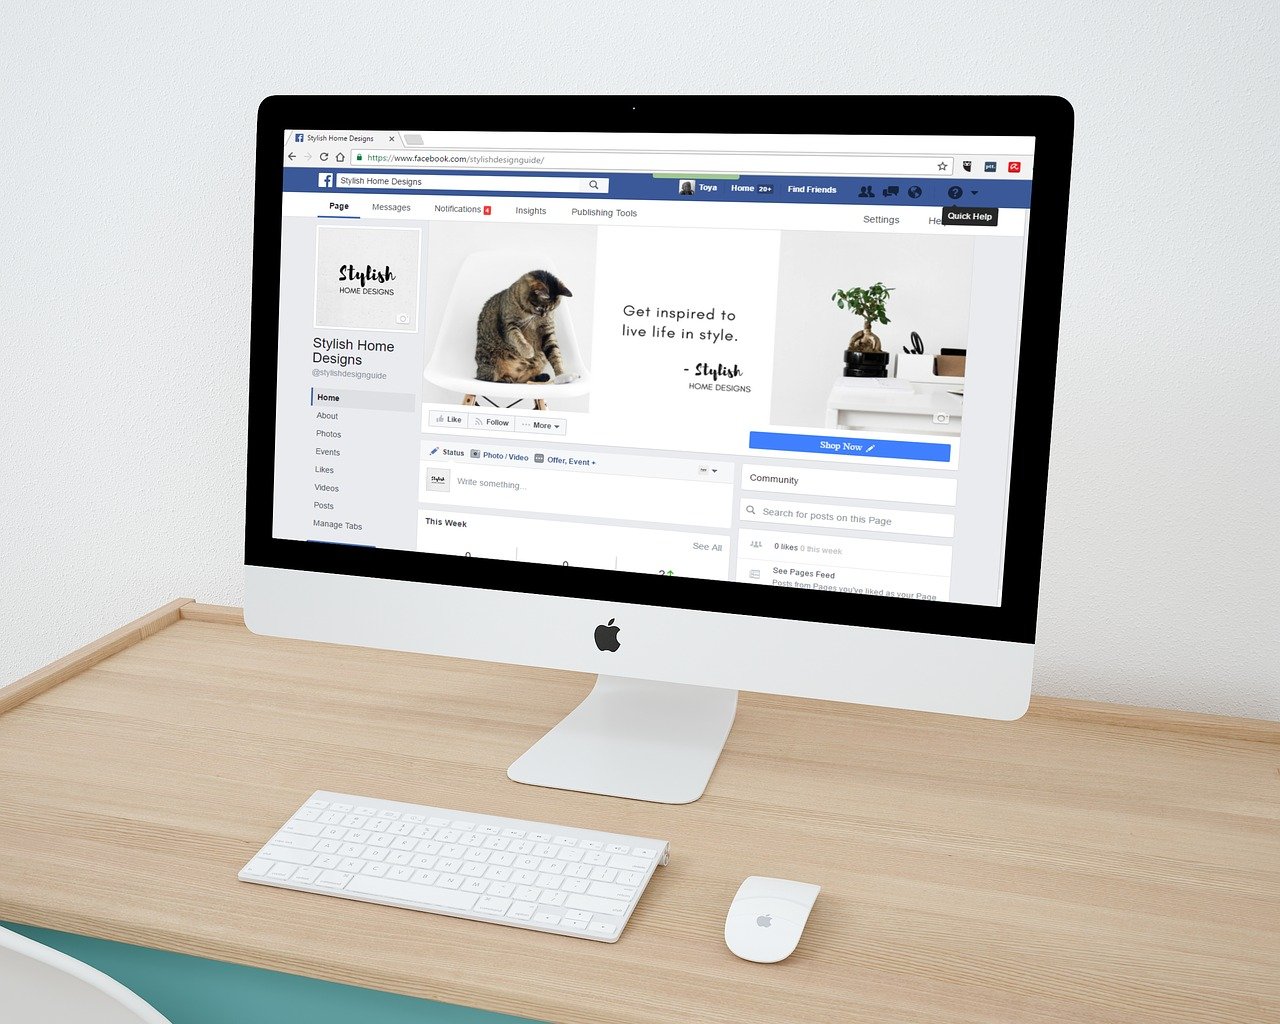 Stylish Home Designs
https://www.facebook.com/stylishdesignguide/
Stylish Home Designs
Toya
Home 20+
Find Friends
Page
Messages
Notifications 4
Insights
Publishing Tools
Settings
Quick Help
Stylish
HOME DESIGNS
Get inspired to
live life in style.
- Stylish
HOME DESIGNS
Stylish Home
Designs
@stylishdesignguide
Home
About
Photos
Events
Likes
Videos
Posts
Manage Tabs
Like
Follow
More
Shop Now
Status
Photo / Video
Offer, Event +
Write something...
This Week
See All
Community
Search for posts on this Page
0 likes 0 this week
See Pages Feed
Posts from Pages you've liked as your Page